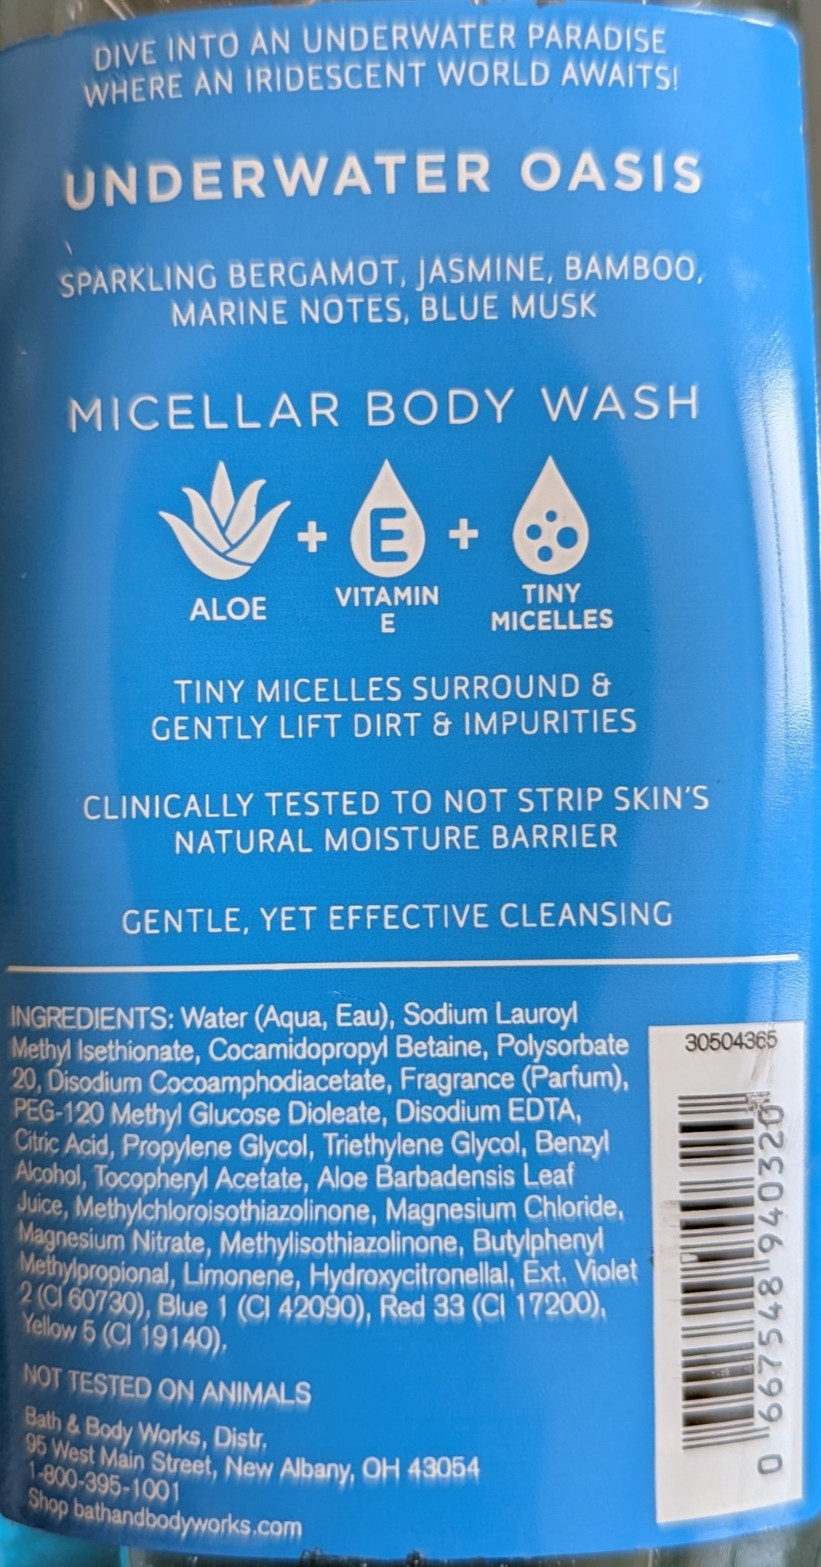 DIVE INTO AN UNDERWATER PARADISE
WHERE AN IRIDESCENT WORLD AWAITS!
UNDERWATER OASIS
SPARKLING BERGAMOT, JASMINE, BAMBOO,
MARINE NOTES, BLUE MUSK
MICELLAR BODY WASH
E
+
+
ALOE
VITAMIN
E
TINY
MICELLES
TINY MICELLES SURROUND &
GENTLY LIFT DIRT & IMPURITIES
CLINICALLY TESTED TO NOT STRIP SKIN'S
NATURAL MOISTURE BARRIER
GENTLE, YET EFFECTIVE CLEANSING
INGREDIENTS: Water (Aqua, Eau), Sodium Lauroyl
Methyl Isethionate, Cocamidopropyl Betaine, Polysorbate
20, Disodium Cocoamphodiacetate, Fragrance (Parfum),
PEG-120 Methyl Glucose Dioleate, Disodium EDTA,
Citric Acid, Propylene Glycol, Triethylene Glycol, Benzyl
Alcohol, Tocopheryl Acetate, Aloe Barbadensis Leaf
Juice, Methylchloroisothiazolinone, Magnesium Chloride,
Magnesium Nitrate, Methylisothiazolinone, Butylphenyl
Methylpropional, Limonene, Hydroxycitronellal, Ext. Violet
2 (CI 60730), Blue 1 (CI 42090), Red 33 (CI 17200),
Yellow 5 (CI 19140).
NOT TESTED ON ANIMALS
Bath & Body Works, Distr.
95 West Main Street, New Albany, OH 43054
1-800-395-1001
Shop bathandbodyworks.com
30504365
0 667548 940320